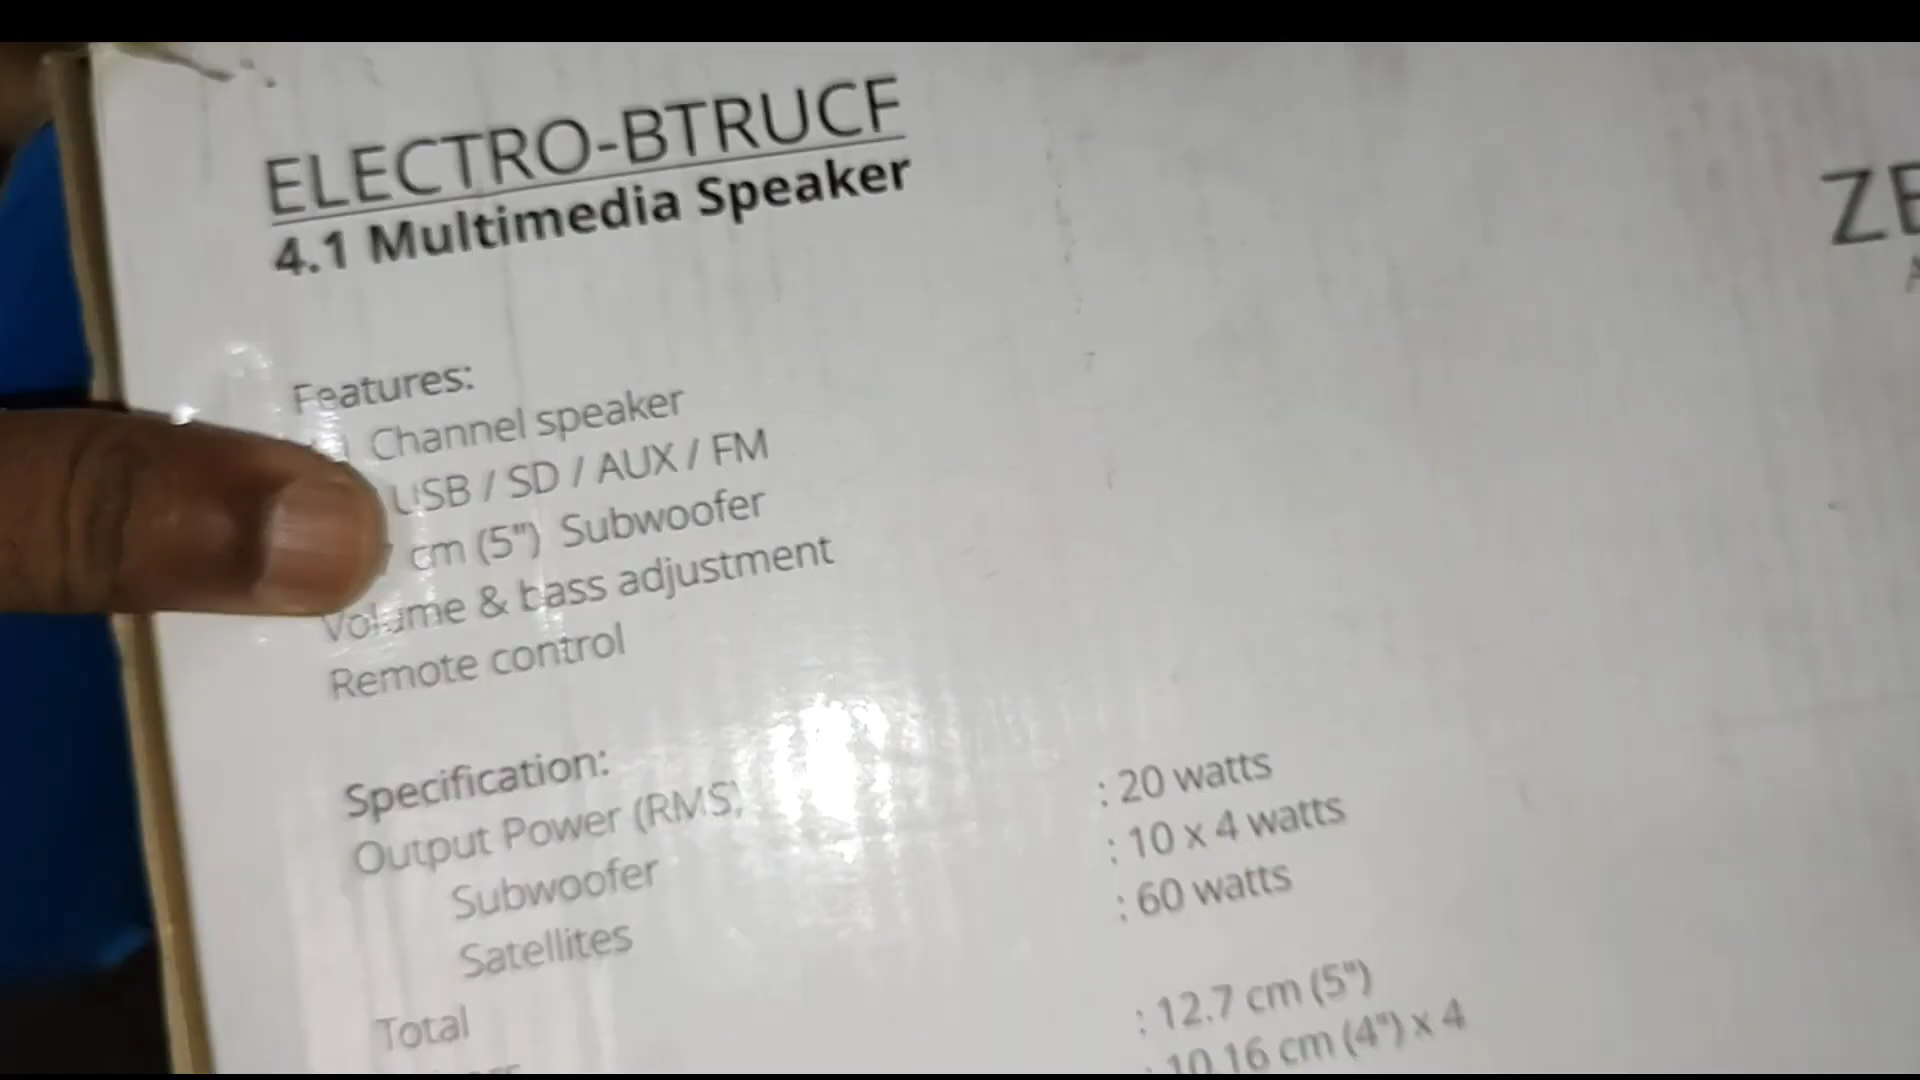 ELECTRO-BTRUCF
4.1 Multimedia Speaker
ZE
Features:
Channel speaker
USB / SD / AUX / FM
cm (5") Subwoofer
Volume & bass adjustment
Remote control
Specification:
Output Power (RMS)
Subwoofer : 20 watts
Satellites : 10 x 4 watts
Total : 60 watts
: 12.7 cm (5")
: 10.16 cm (4") x 4